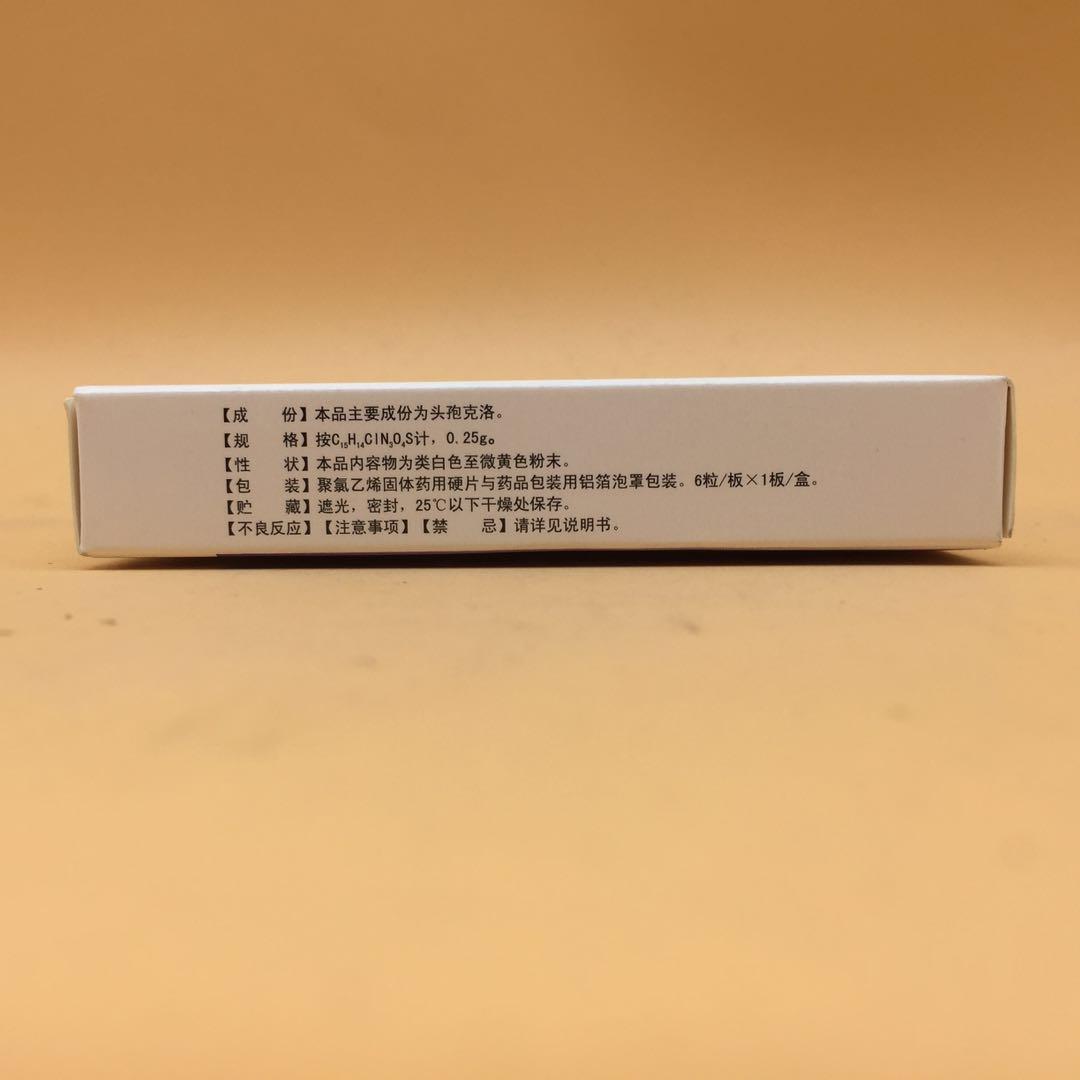 【成　份】本品主要成份为头孢克洛。
【规　格】按C₁₅H₁₄ClN₃O₄S计，0.25g。
【性　状】本品内容物为类白色至微黄色粉末。
【包　装】聚氯乙烯固体药用硬片与药品包装用铝箔泡罩包装。6粒/板×1板/盒。
【贮　藏】遮光，密封，25℃以下干燥处保存。
【不良反应】【注意事项】【禁　忌】请详见说明书。